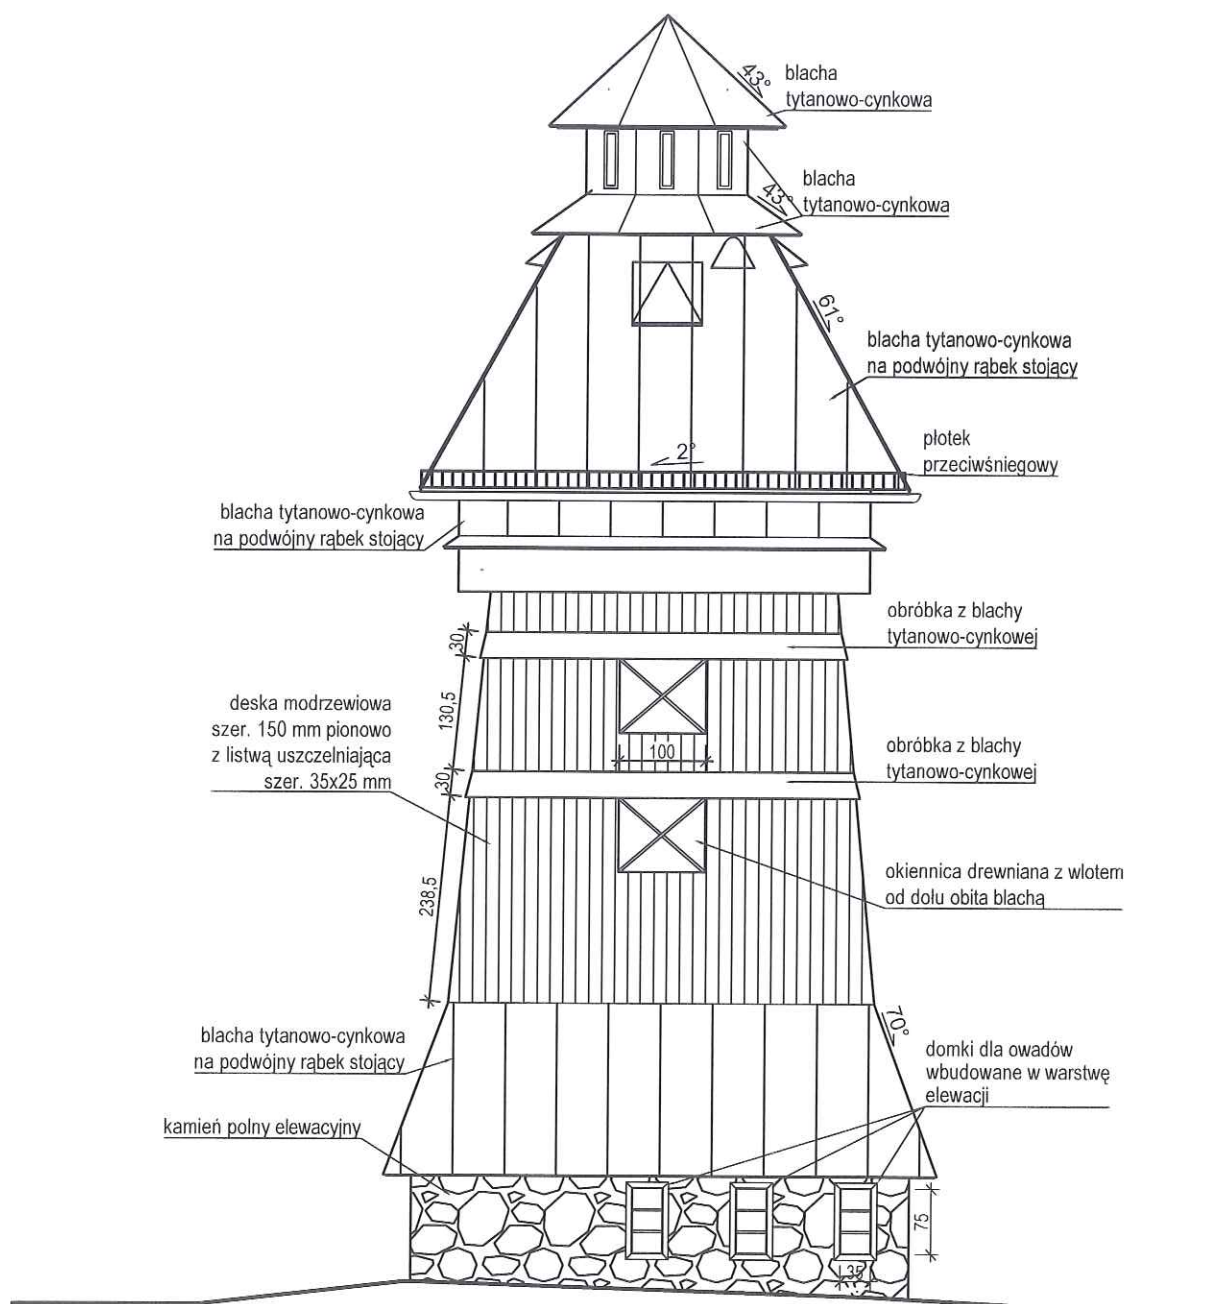 43°
blacha
tytanowo-cynkowa
blacha
43°
tytanowo-cynkowa
61°
blacha tytanowo-cynkowa
na podwójny rąbek stojący
płotek
przeciwśniegowy
2°
blacha tytanowo-cynkowa
na podwójny rąbek stojący
obróbka z blachy
tytanowo-cynkowej
30
130,5
deska modrzewiowa
szer. 150 mm pionowo
z listwą uszczelniająca
szer. 35x25 mm
100
obróbka z blachy
tytanowo-cynkowej
30
okiennica drewniana z wlotem
od dołu obita blachą
238,5
70°
blacha tytanowo-cynkowa
na podwójny rąbek stojący
domki dla owadów
wbudowane w warstwę
elewacji
kamień polny elewacyjny
75
35